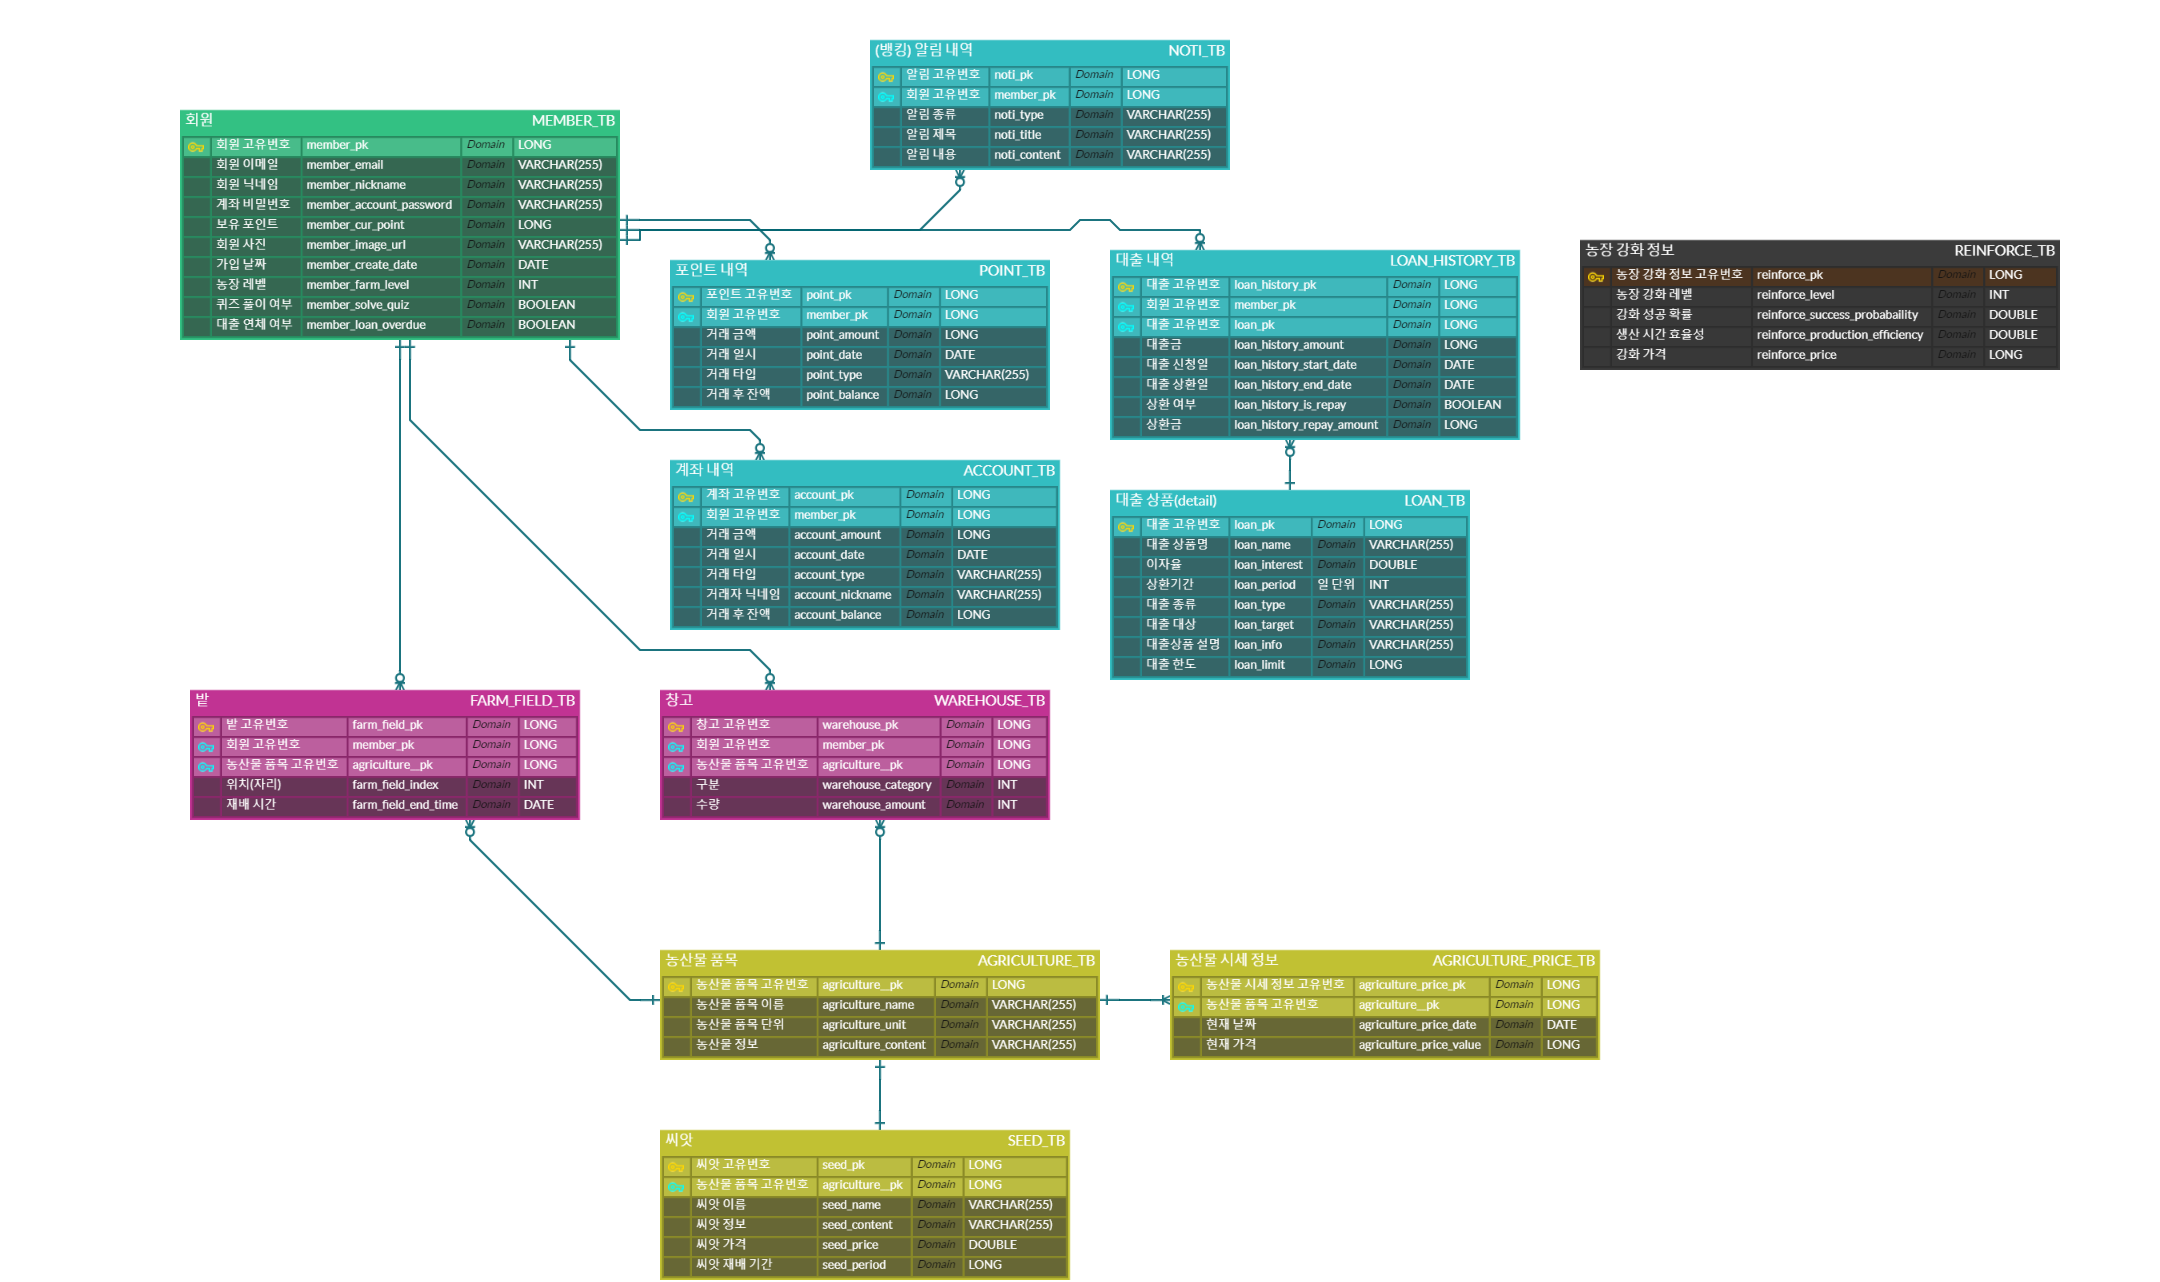 (뱅킹) 알림 내역 NOTI_TB
알림 고유번호 noti_pk Domain LONG
회원 고유번호 member_pk Domain LONG
알림 종류 noti_type Domain VARCHAR(255)
알림 제목 noti_title Domain VARCHAR(255)
알림 내용 noti_content Domain VARCHAR(255)
회원 MEMBER_TB
회원 고유번호 member_pk Domain LONG
회원 이메일 member_email Domain VARCHAR(255)
회원 닉네임 member_nickname Domain VARCHAR(255)
계좌 비밀번호 member_account_password Domain VARCHAR(255)
보유 포인트 member_cur_point Domain LONG
회원 사진 member_image_url Domain VARCHAR(255)
가입 날짜 member_create_date Domain DATE
농장 레벨 member_farm_level Domain INT
퀴즈 풀이 여부 member_solve_quiz Domain BOOLEAN
대출 연체 여부 member_loan_overdue Domain BOOLEAN
포인트 내역 POINT_TB
포인트 고유번호 point_pk Domain LONG
회원 고유번호 member_pk Domain LONG
거래 금액 point_amount Domain LONG
거래 일시 point_date Domain DATE
거래 타입 point_type Domain VARCHAR(255)
거래 후 잔액 point_balance Domain LONG
대출 내역 LOAN_HISTORY_TB
대출 고유번호 loan_history_pk Domain LONG
회원 고유번호 member_pk Domain LONG
대출 고유번호 loan_pk Domain LONG
대출금 loan_history_amount Domain LONG
대출 신청일 loan_history_start_date Domain DATE
대출 상환일 loan_history_end_date Domain DATE
상환 여부 loan_history_is_repay Domain BOOLEAN
상환금 loan_history_repay_amount Domain LONG
농장 강화 정보 REINFORCE_TB
농장 강화 정보 고유번호 reinforce_pk Domain LONG
농장 강화 레벨 reinforce_level Domain INT
강화 성공 확률 reinforce_success_probabaility Domain DOUBLE
생산 시간 효율성 reinforce_production_efficiency Domain DOUBLE
강화 가격 reinforce_price Domain LONG
계좌 내역 ACCOUNT_TB
계좌 고유번호 account_pk Domain LONG
회원 고유번호 member_pk Domain LONG
거래 금액 account_amount Domain LONG
거래 일시 account_date Domain DATE
거래 타입 account_type Domain VARCHAR(255)
거래자 닉네임 account_nickname Domain VARCHAR(255)
거래 후 잔액 account_balance Domain LONG
대출 상품(detail) LOAN_TB
대출 고유번호 loan_pk Domain LONG
대출 상품명 loan_name Domain VARCHAR(255)
이자율 loan_interest Domain DOUBLE
상환기간 loan_period 일 단위 INT
대출 종류 loan_type Domain VARCHAR(255)
대출 대상 loan_target Domain VARCHAR(255)
대출상품 설명 loan_info Domain VARCHAR(255)
대출 한도 loan_limit Domain LONG
밭 FARM_FIELD_TB
밭 고유번호 farm_field_pk Domain LONG
회원 고유번호 member_pk Domain LONG
농산물 품목 고유번호 agriculture__pk Domain LONG
위치(자리) farm_field_index Domain INT
재배 시간 farm_field_end_time Domain DATE
창고 WAREHOUSE_TB
창고 고유번호 warehouse_pk Domain LONG
회원 고유번호 member_pk Domain LONG
농산물 품목 고유번호 agriculture__pk Domain LONG
구분 warehouse_category Domain INT
수량 warehouse_amount Domain INT
농산물 품목 AGRICULTURE_TB
농산물 품목 고유번호 agriculture__pk Domain LONG
농산물 품목 이름 agriculture_name Domain VARCHAR(255)
농산물 품목 단위 agriculture_unit Domain VARCHAR(255)
농산물 정보 agriculture_content Domain VARCHAR(255)
농산물 시세 정보 AGRICULTURE_PRICE_TB
농산물 시세 정보 고유번호 agriculture_price_pk Domain LONG
농산물 품목 고유번호 agriculture__pk Domain LONG
현재 날짜 agriculture_price_date Domain DATE
현재 가격 agriculture_price_value Domain LONG
씨앗 SEED_TB
씨앗 고유번호 seed_pk Domain LONG
농산물 품목 고유번호 agriculture__pk Domain LONG
씨앗 이름 seed_name Domain VARCHAR(255)
씨앗 정보 seed_content Domain VARCHAR(255)
씨앗 가격 seed_price Domain DOUBLE
씨앗 재배 기간 seed_period Domain LONG